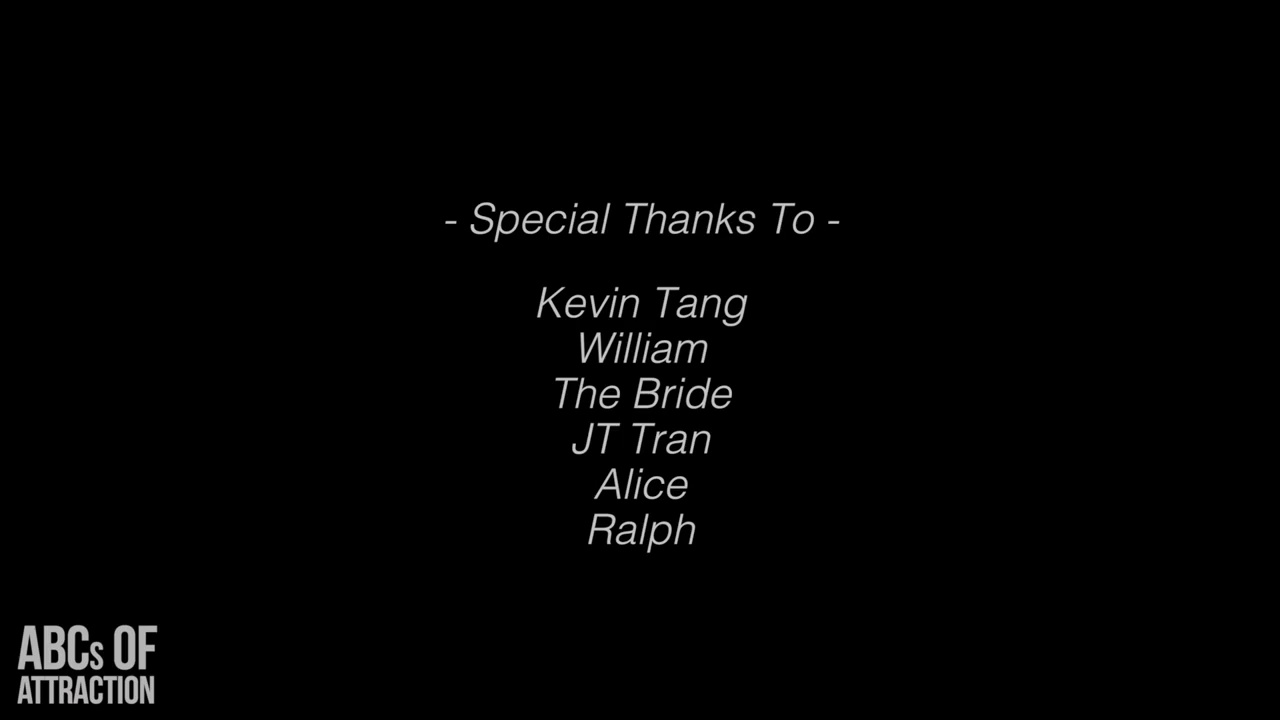 - Special Thanks To -
Kevin Tang
William
The Bride
JT Tran
Alice
Ralph
ABCs OF
ATTRACTION